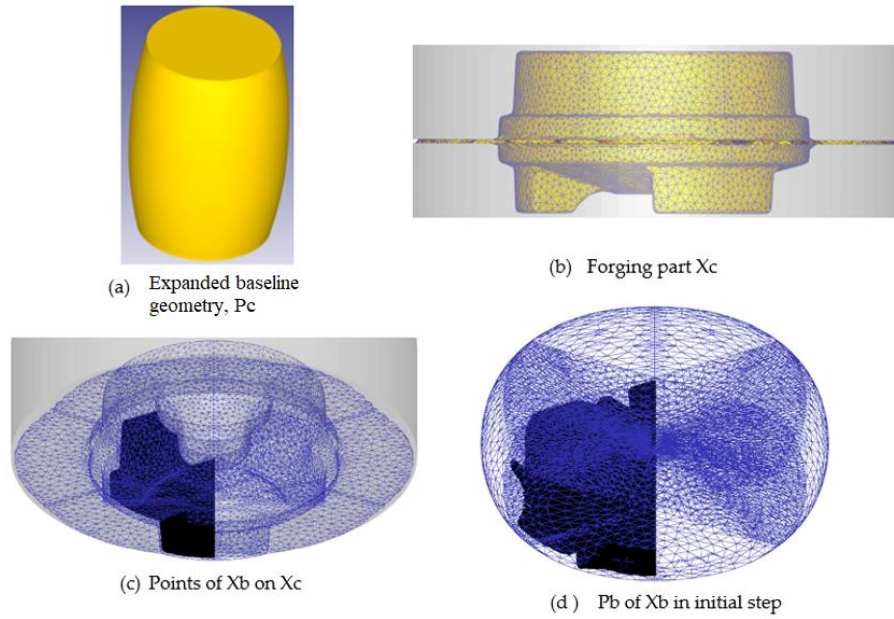 (a) Expanded baseline
geometry, Pc
(b) Forging part Xc
(c) Points of Xb on Xc
(d ) Pb of Xb in initial step